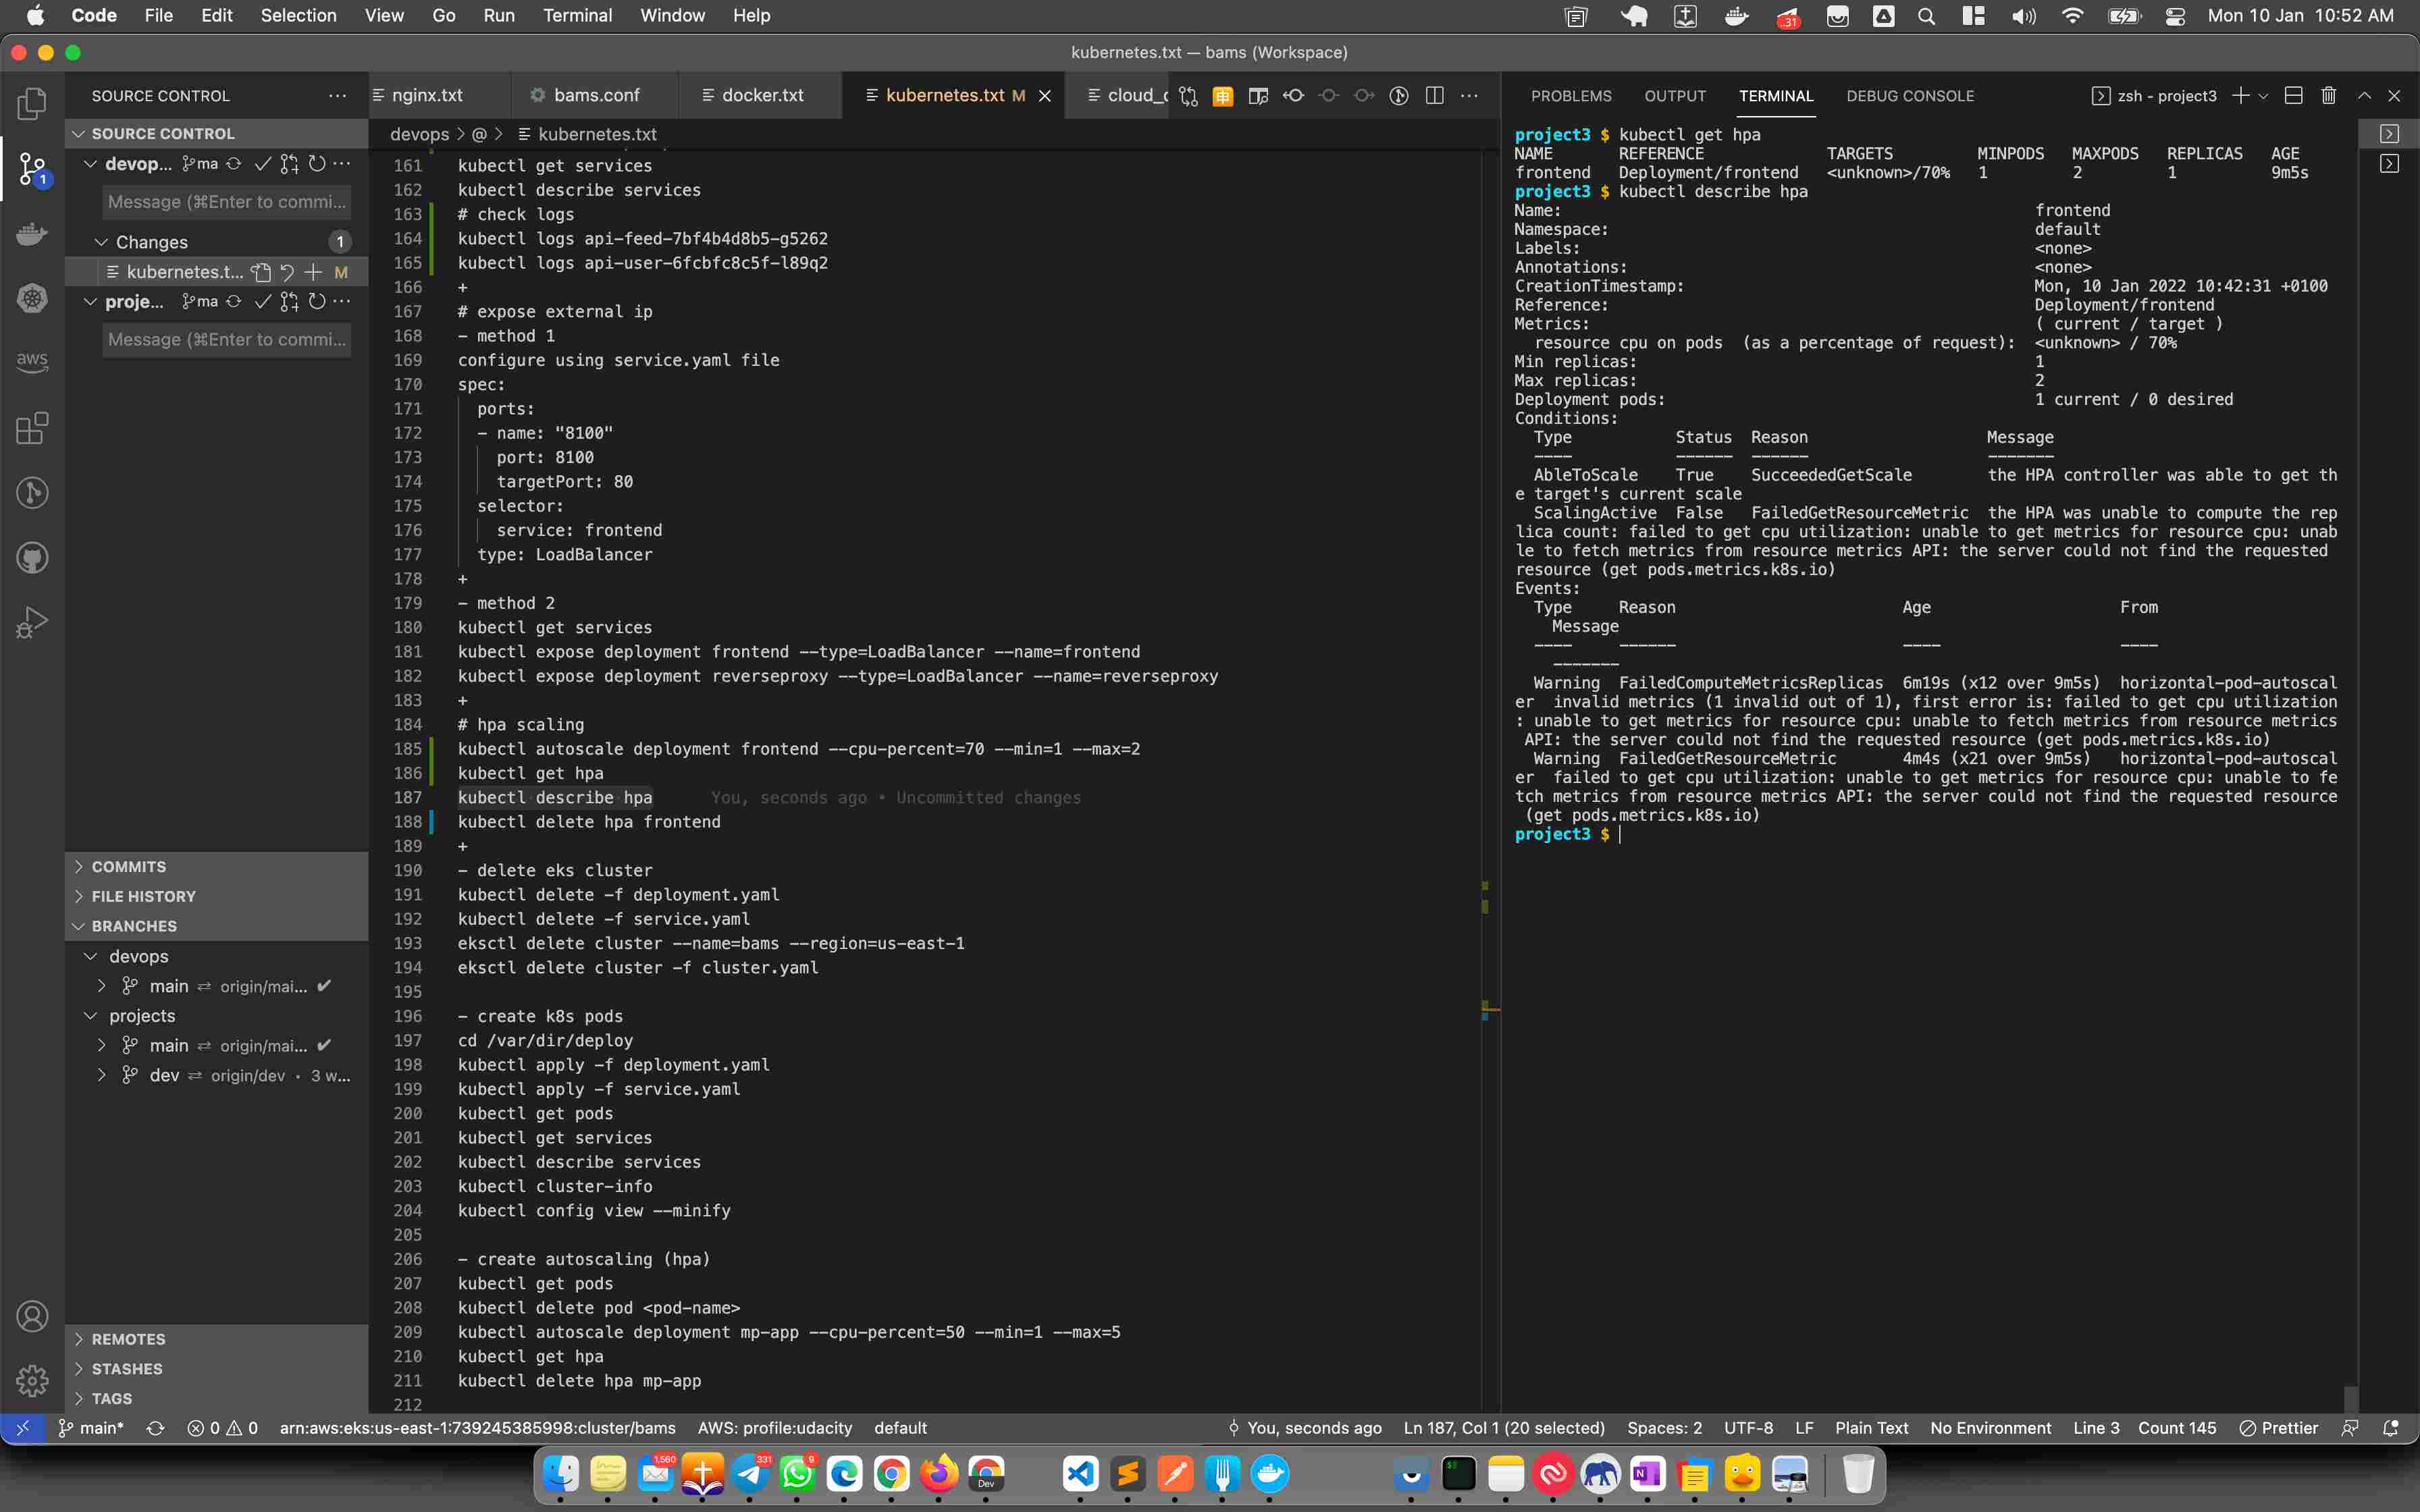 Code File Edit Selection View Go Run Terminal Window Help
..31
Mon 10 Jan 10:52 AM
kubernetes.txt — bams (Workspace)
SOURCE CONTROL ···
SOURCE CONTROL
devop... ma ···
Message (⌘Enter to commi...
Changes 1
kubernetes.t... M
proje... ma ···
Message (⌘Enter to commi...
1
aws
COMMITS
FILE HISTORY
BRANCHES
devops
main ⇄ origin/mai... ✔
projects
main ⇄ origin/mai... ✔
dev ⇄ origin/dev • 3 w...
REMOTES
STASHES
TAGS
nginx.txt bams.conf docker.txt kubernetes.txt M cloud_c ···
devops > @ > kubernetes.txt
161 kubectl get services
162 kubectl describe services
163 # check logs
164 kubectl logs api-feed-7bf4b4d8b5-g5262
165 kubectl logs api-user-6fcbfc8c5f-l89q2
166 +
167 # expose external ip
168 - method 1
169 configure using service.yaml file
170 spec:
171 ports:
172 - name: "8100"
173 port: 8100
174 targetPort: 80
175 selector:
176 service: frontend
177 type: LoadBalancer
178 +
179 - method 2
180 kubectl get services
181 kubectl expose deployment frontend --type=LoadBalancer --name=frontend
182 kubectl expose deployment reverseproxy --type=LoadBalancer --name=reverseproxy
183 +
184 # hpa scaling
185 kubectl autoscale deployment frontend --cpu-percent=70 --min=1 --max=2
186 kubectl get hpa
187 kubectl describe hpa You, seconds ago • Uncommitted changes
188 kubectl delete hpa frontend
189 +
190 - delete eks cluster
191 kubectl delete -f deployment.yaml
192 kubectl delete -f service.yaml
193 eksctl delete cluster --name=bams --region=us-east-1
194 eksctl delete cluster -f cluster.yaml
195
196 - create k8s pods
197 cd /var/dir/deploy
198 kubectl apply -f deployment.yaml
199 kubectl apply -f service.yaml
200 kubectl get pods
201 kubectl get services
202 kubectl describe services
203 kubectl cluster-info
204 kubectl config view --minify
205
206 - create autoscaling (hpa)
207 kubectl get pods
208 kubectl delete pod <pod-name>
209 kubectl autoscale deployment mp-app --cpu-percent=50 --min=1 --max=5
210 kubectl get hpa
211 kubectl delete hpa mp-app
212
PROBLEMS OUTPUT TERMINAL DEBUG CONSOLE zsh - project3
project3 $ kubectl get hpa
NAME REFERENCE TARGETS MINPODS MAXPODS REPLICAS AGE
frontend Deployment/frontend <unknown>/70% 1 2 1 9m5s
project3 $ kubectl describe hpa
Name: frontend
Namespace: default
Labels: <none>
Annotations: <none>
CreationTimestamp: Mon, 10 Jan 2022 10:42:31 +0100
Reference: Deployment/frontend
Metrics: ( current / target )
resource cpu on pods (as a percentage of request): <unknown> / 70%
Min replicas: 1
Max replicas: 2
Deployment pods: 1 current / 0 desired
Conditions:
Type Status Reason Message
---- ------ ------ -------
AbleToScale True SucceededGetScale the HPA controller was able to get th
e target's current scale
ScalingActive False FailedGetResourceMetric the HPA was unable to compute the rep
lica count: failed to get cpu utilization: unable to get metrics for resource cpu: unab
le to fetch metrics from resource metrics API: the server could not find the requested
resource (get pods.metrics.k8s.io)
Events:
Type Reason Age From
Message
---- ------ ---- ----
-------
Warning FailedComputeMetricsReplicas 6m19s (x12 over 9m5s) horizontal-pod-autoscal
er invalid metrics (1 invalid out of 1), first error is: failed to get cpu utilization
: unable to get metrics for resource cpu: unable to fetch metrics from resource metrics
API: the server could not find the requested resource (get pods.metrics.k8s.io)
Warning FailedGetResourceMetric 4m4s (x21 over 9m5s) horizontal-pod-autoscal
er failed to get cpu utilization: unable to get metrics for resource cpu: unable to fe
tch metrics from resource metrics API: the server could not find the requested resource
(get pods.metrics.k8s.io)
project3 $
main* 0 0 arn:aws:eks:us-east-1:739245385998:cluster/bams AWS: profile:udacity default You, seconds ago Ln 187, Col 1 (20 selected) Spaces: 2 UTF-8 LF Plain Text No Environment Line 3 Count 145 Prettier
1,560 331 9 Dev $$ N